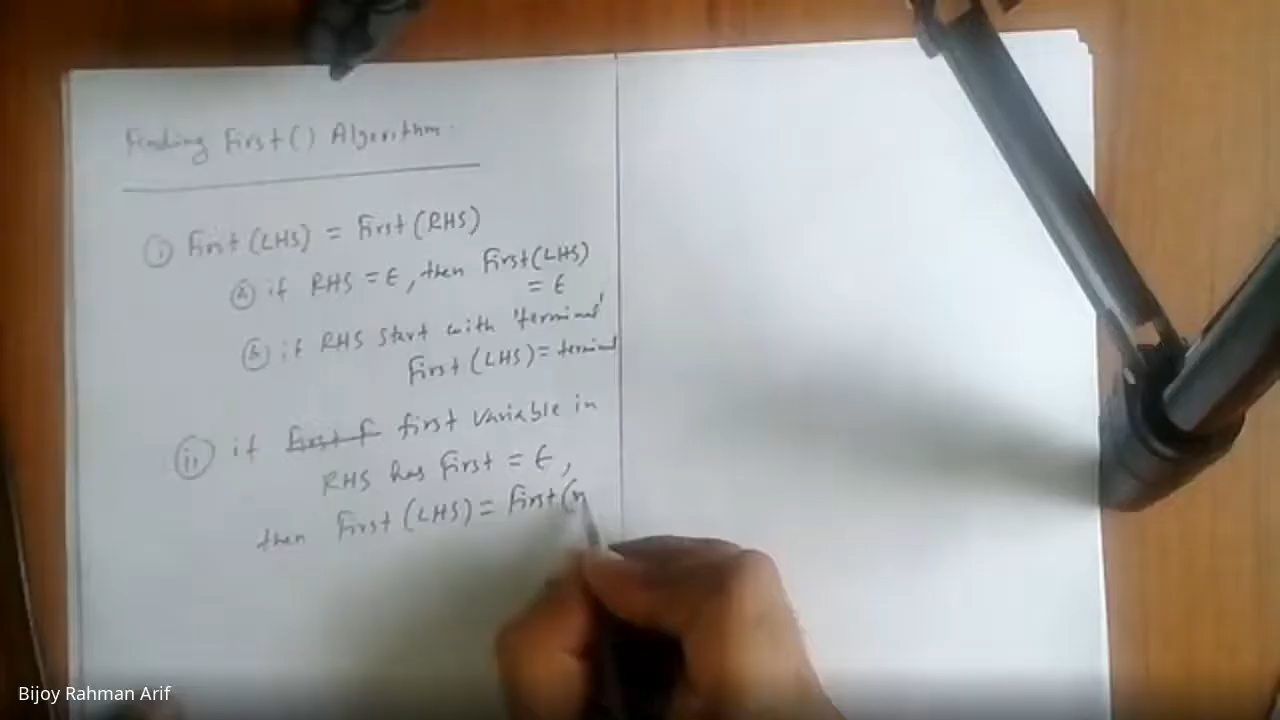 Finding First() Algorithm.
i) First(LHS) = First(RHS)
a) if RHS = ε, then First(LHS)
= ε
b) if RHS start with 'terminal'
First(LHS) = terminal
ii) if first variable in
RHS has First = ε,
then First(LHS) = First(
Bijoy Rahman Arif